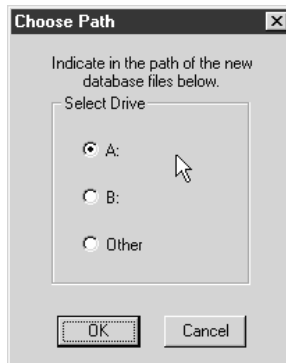 Choose Path
Indicate in the path of the new
database files below.
Select Drive
A:
B:
Other
OK
Cancel